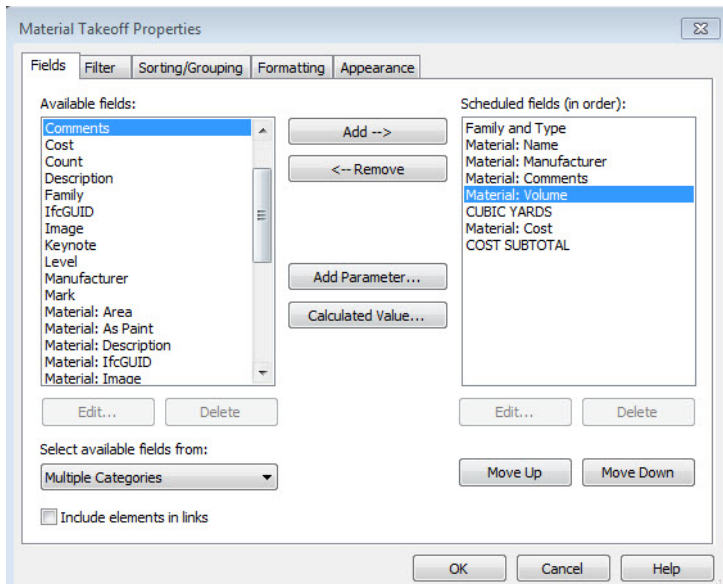 Material Takeoff Properties
Fields
Filter
Sorting/Grouping
Formatting
Appearance
Available fields:
Comments
Cost
Count
Description
Family
IfcGUID
Image
Keynote
Level
Manufacturer
Mark
Material: Area
Material: As Paint
Material: Description
Material: IfcGUID
Material: Image
Edit...
Delete
Select available fields from:
Multiple Categories
Include elements in links
Add -->
<-- Remove
Add Parameter...
Calculated Value...
Scheduled fields (in order):
Family and Type
Material: Name
Material: Manufacturer
Material: Comments
Material: Volume
CUBIC YARDS
Material: Cost
COST SUBTOTAL
Edit...
Delete
Move Up
Move Down
OK
Cancel
Help